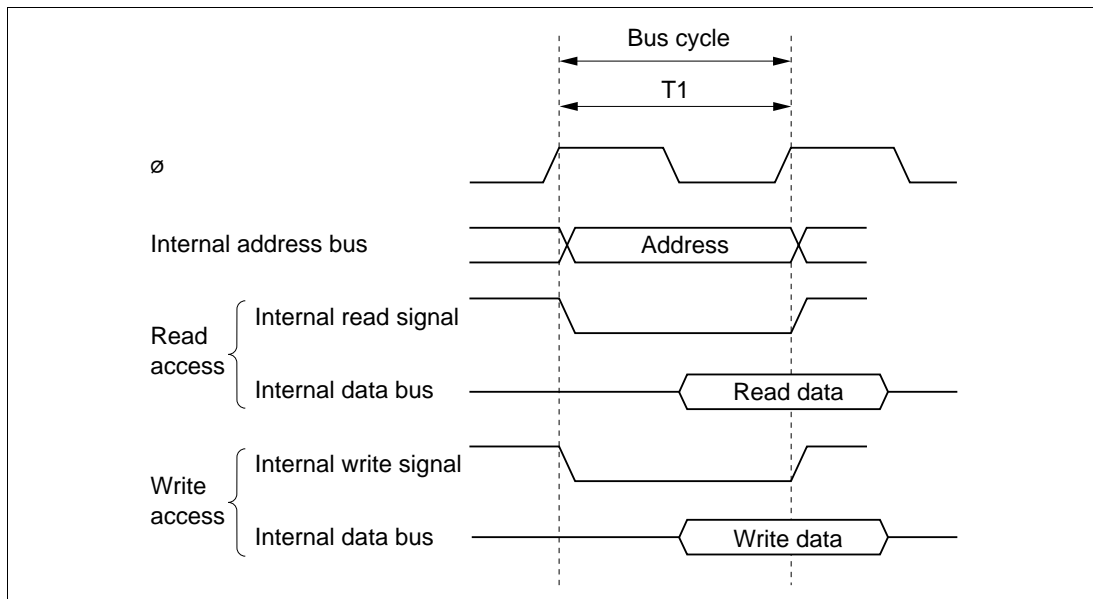 Bus cycle
T1
ø
Internal address bus
Address
Read
access
Internal read signal
Internal data bus
Read data
Write
access
Internal write signal
Internal data bus
Write data